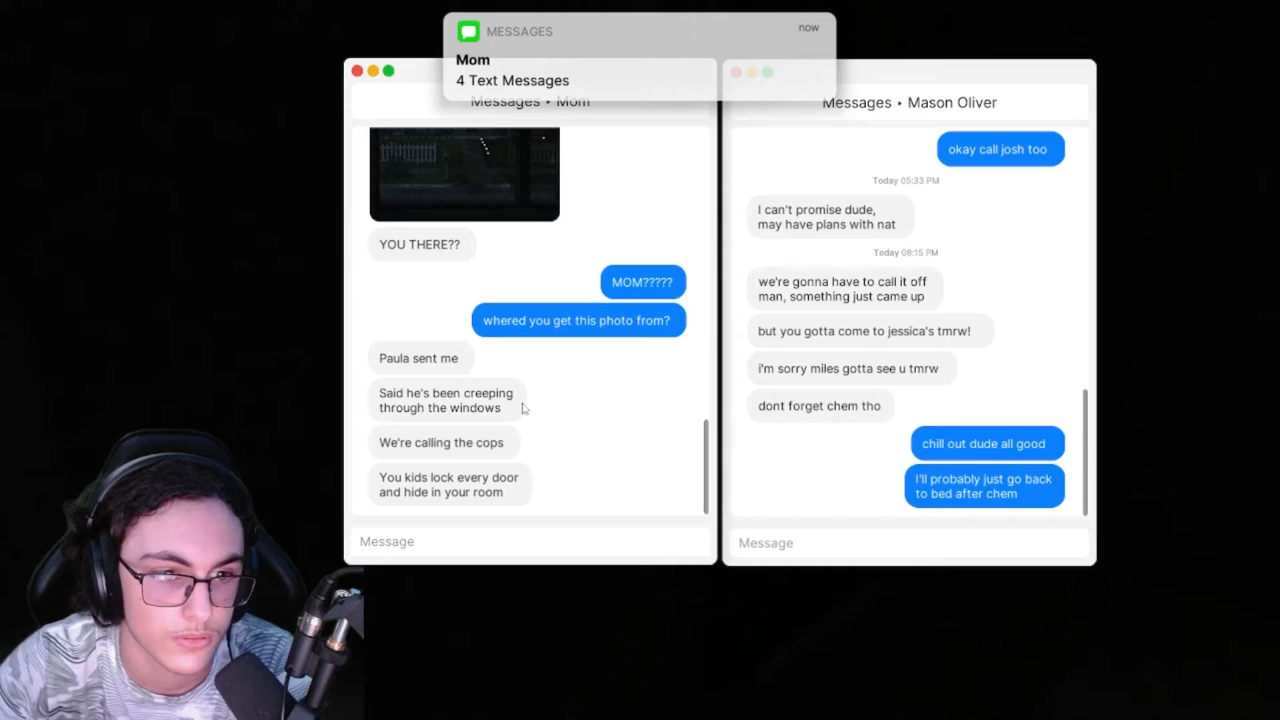 MESSAGES
now
Mom
4 Text Messages
Messages ‣ Mom
YOU THERE??
MOM?????
whered you get this photo from?
Paula sent me
Said he's been creeping
through the windows
We're calling the cops
You kids lock every door
and hide in your room
Message
Messages ‣ Mason Oliver
okay call josh too
Today 05:33 PM
I can't promise dude,
may have plans with nat
Today 08:15 PM
we're gonna have to call it off
man, something just came up
but you gotta come to jessica's tmrw!
i'm sorry miles gotta see u tmrw
dont forget chem tho
chill out dude all good
I'll probably just go back
to bed after chem
Message